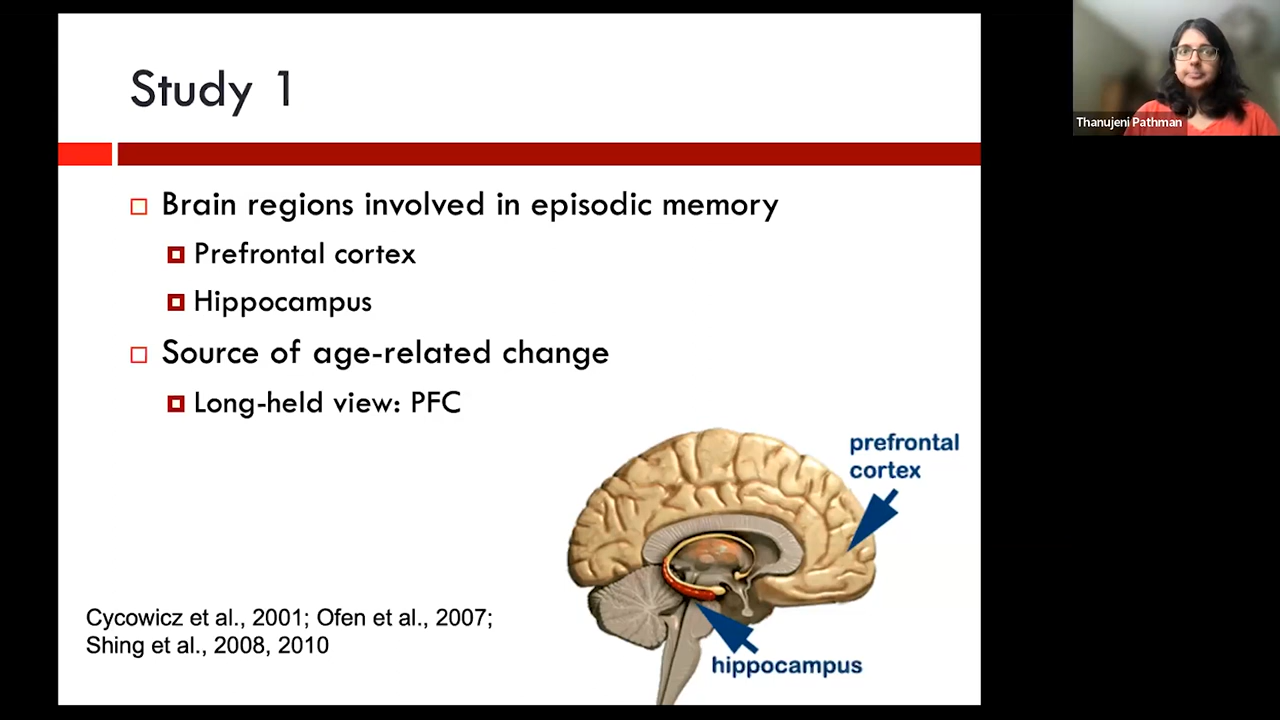 Study 1
Brain regions involved in episodic memory
Prefrontal cortex
Hippocampus
Source of age-related change
Long-held view: PFC
prefrontal
cortex
hippocampus
Cycowicz et al., 2001; Ofen et al., 2007;
Shing et al., 2008, 2010
Thanujeni Pathman